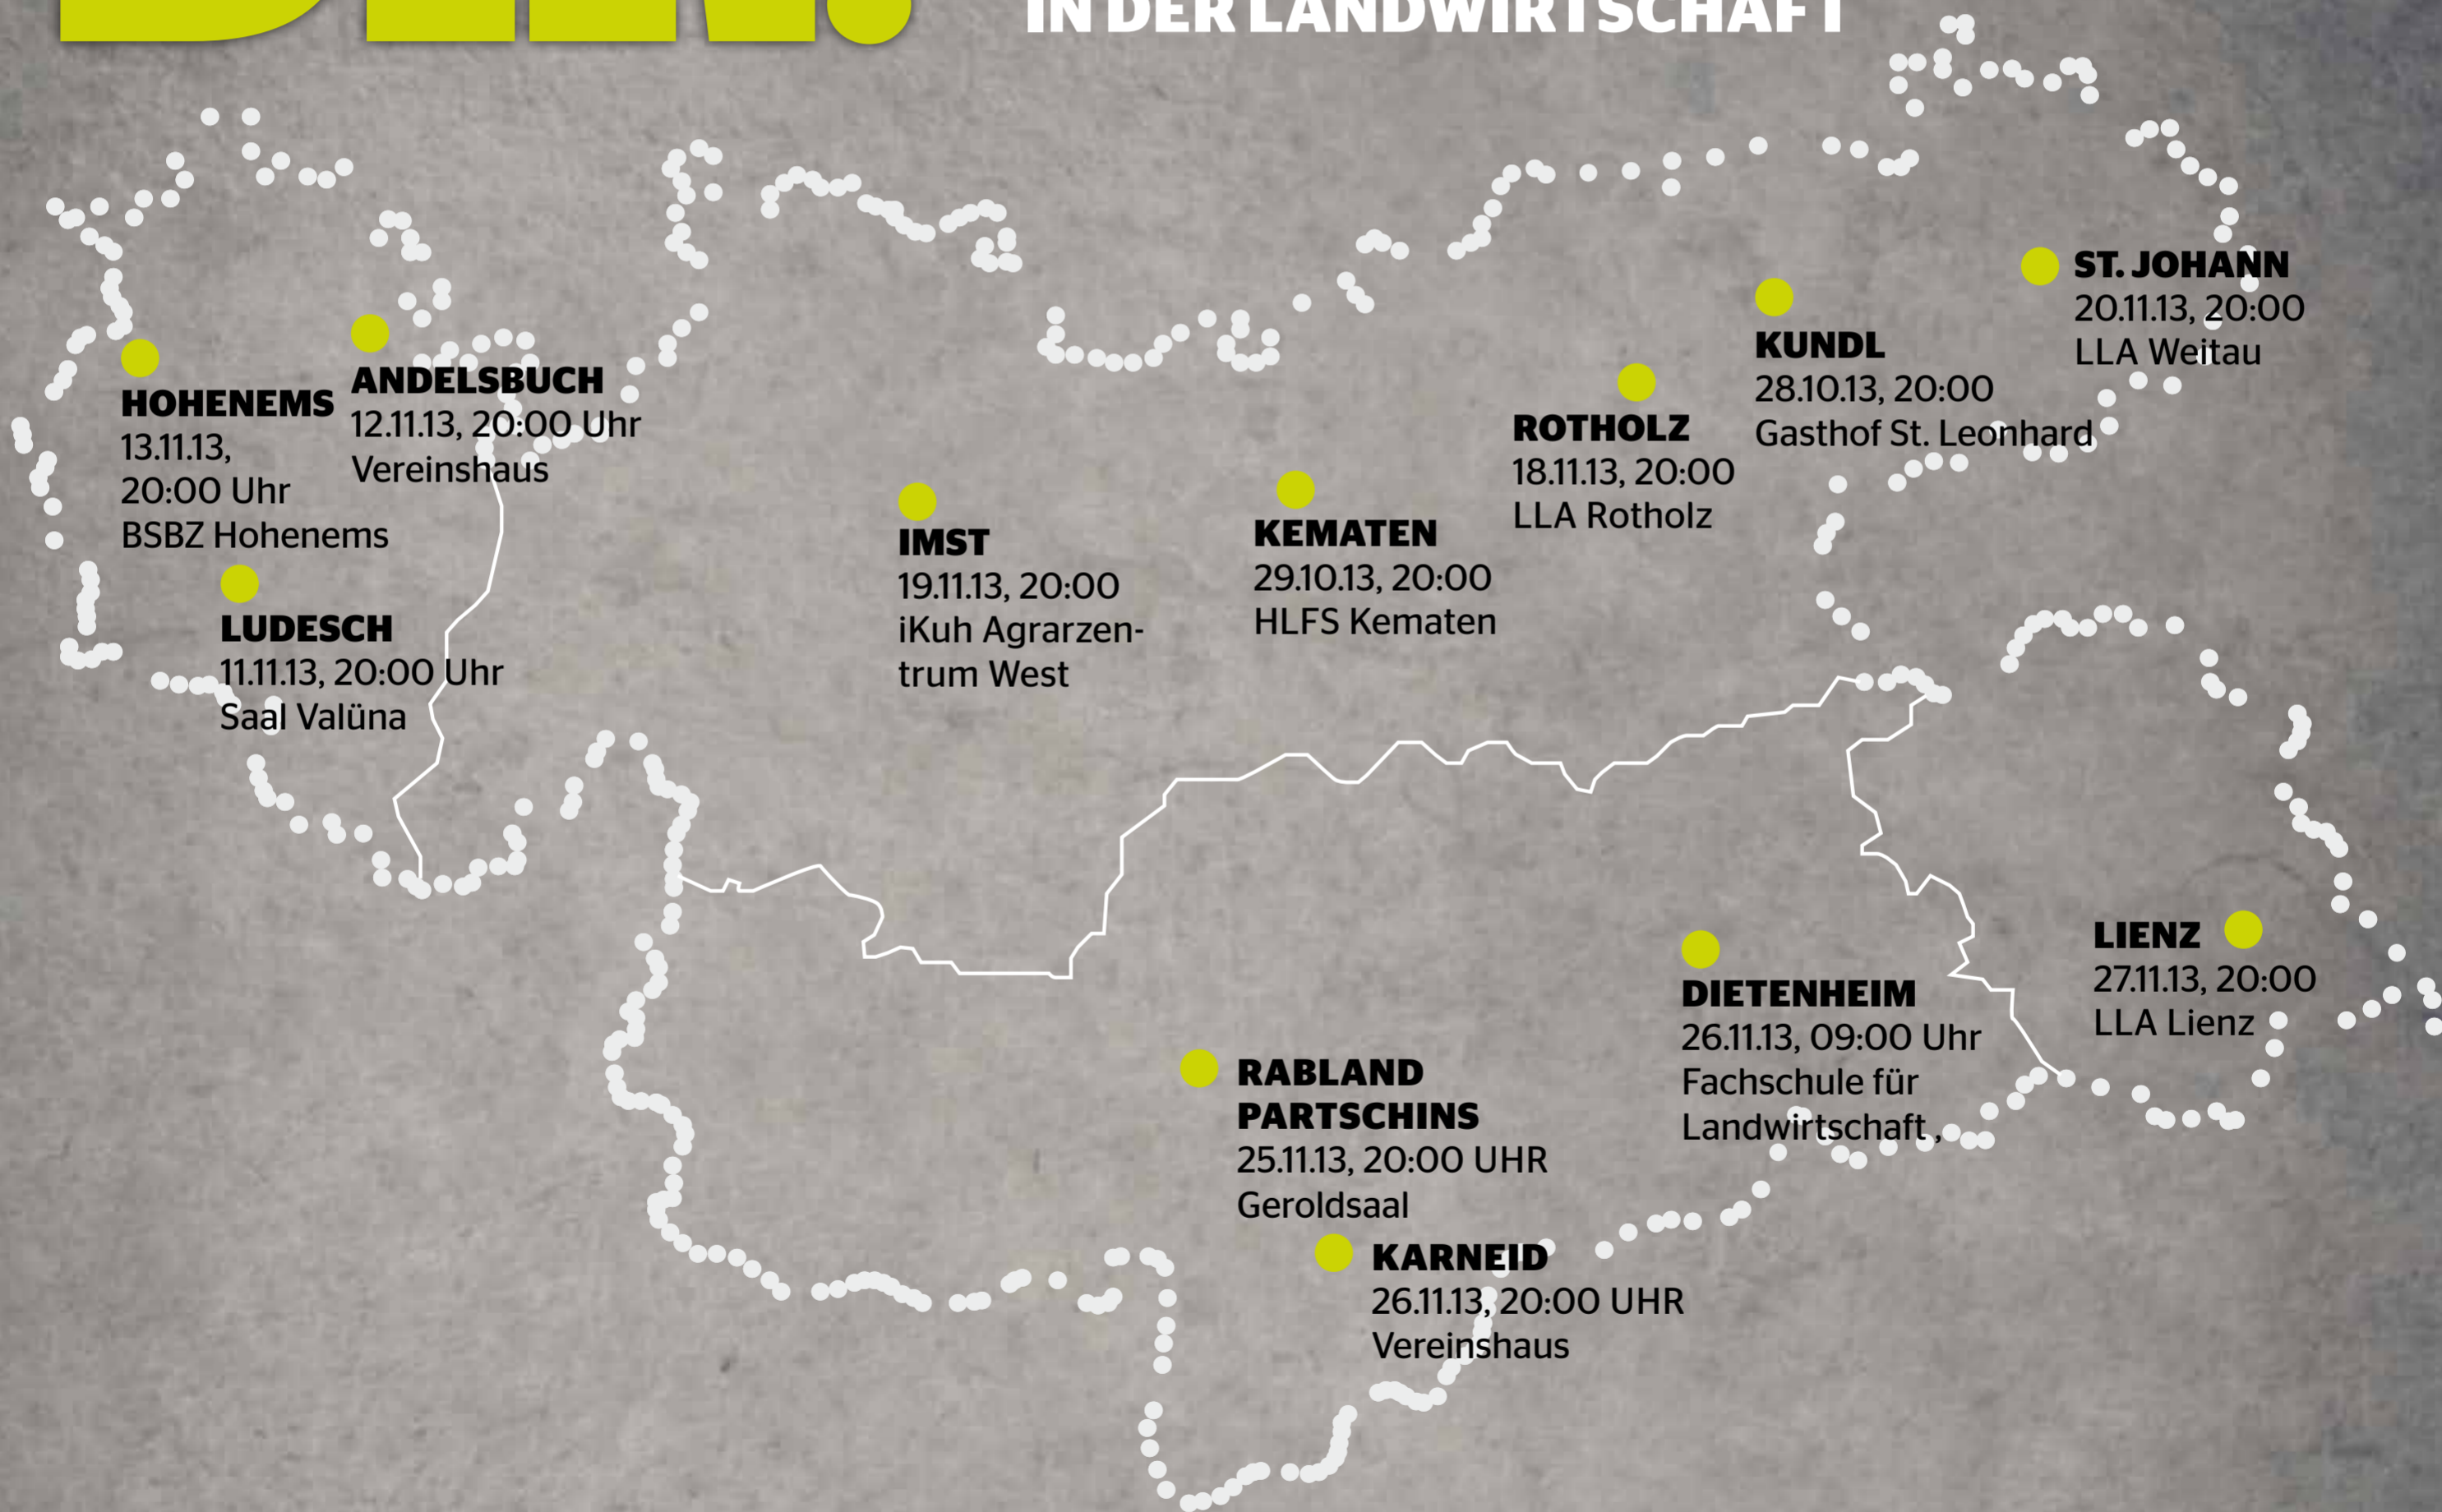 IN DER LANDWIRTSCHAFT
ST. JOHANN
20.11.13, 20:00
LLA Weitau
KUNDL
28.10.13, 20:00
Gasthof St. Leonhard
ANDELSBUCH
12.11.13, 20:00 Uhr
Vereinshaus
HOHENEMS
13.11.13,
20:00 Uhr
BSBZ Hohenems
ROTHOLZ
18.11.13, 20:00
LLA Rotholz
IMST
19.11.13, 20:00
iKuh Agrarzen-
trum West
KEMATEN
29.10.13, 20:00
HLFS Kematen
LUDESCH
11.11.13, 20:00 Uhr
Saal Valüna
LIENZ
27.11.13, 20:00
LLA Lienz
DIETENHEIM
26.11.13, 09:00 Uhr
Fachschule für
Landwirtschaft ,
RABLAND
PARTSCHINS
25.11.13, 20:00 UHR
Geroldsaal
KARNEID
26.11.13, 20:00 UHR
Vereinshaus